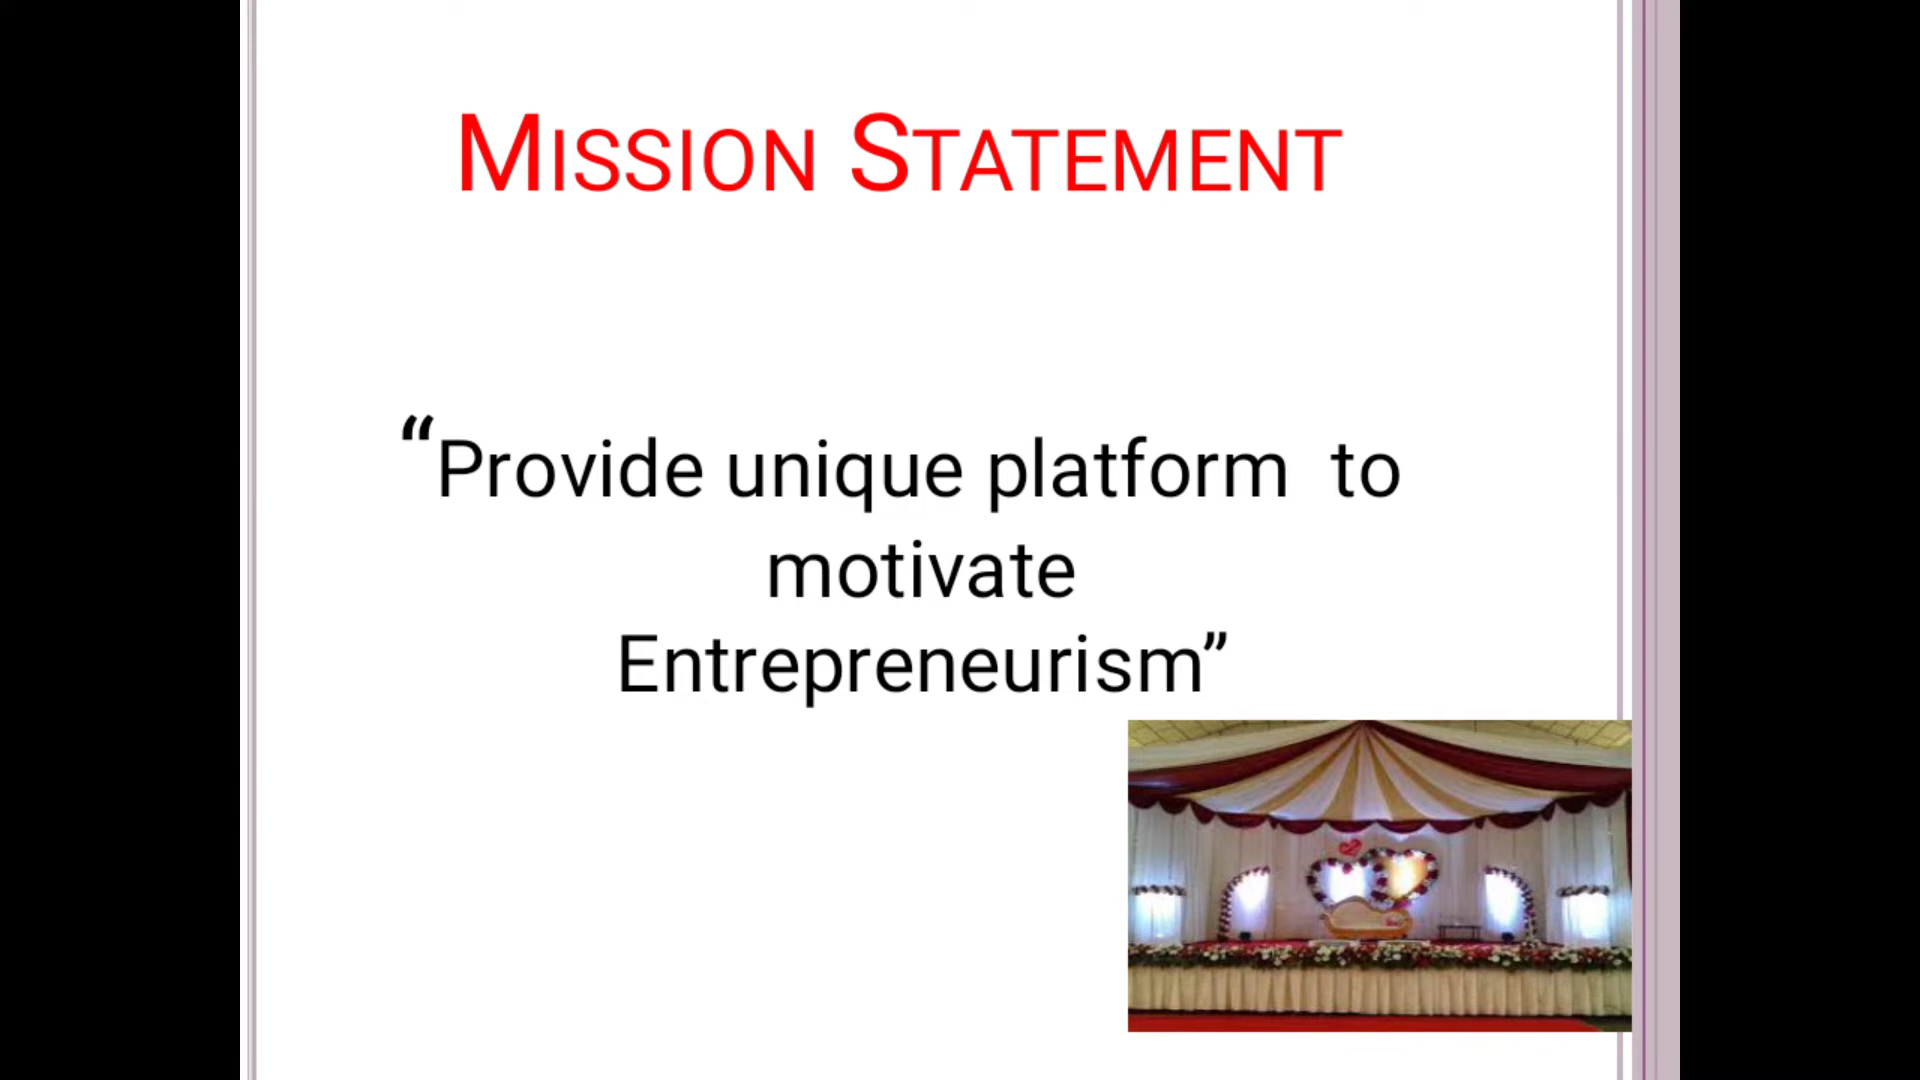 MISSION STATEMENT
“Provide unique platform  to
motivate
Entrepreneurism”